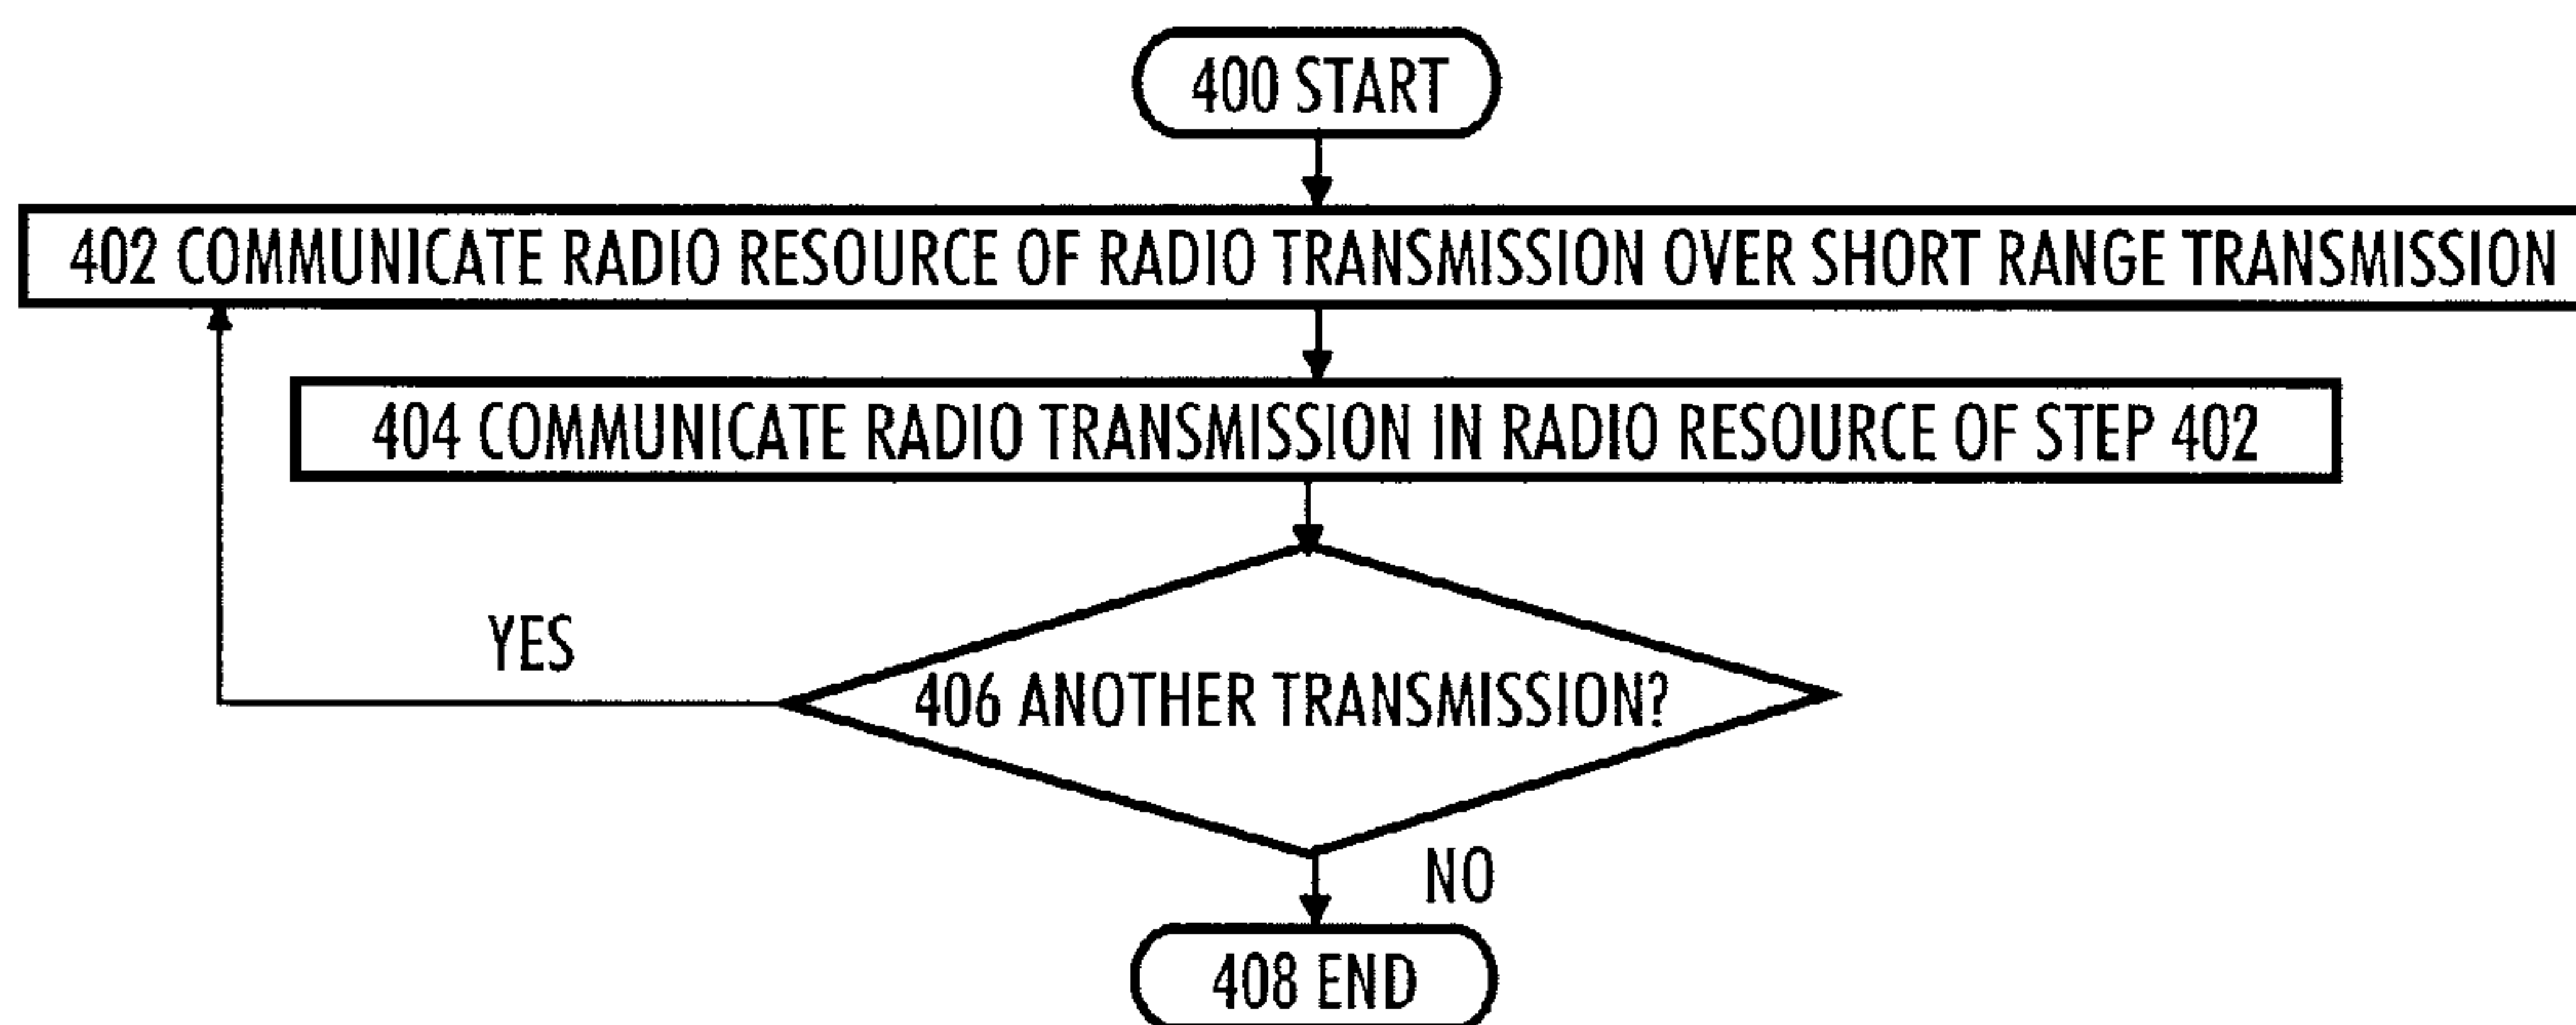 400 START
402 COMMUNICATE RADIO RESOURCE OF RADIO TRANSMISSION OVER SHORT RANGE TRANSMISSION
404 COMMUNICATE RADIO TRANSMISSION IN RADIO RESOURCE OF STEP 402
YES
406 ANOTHER TRANSMISSION?
NO
408 END